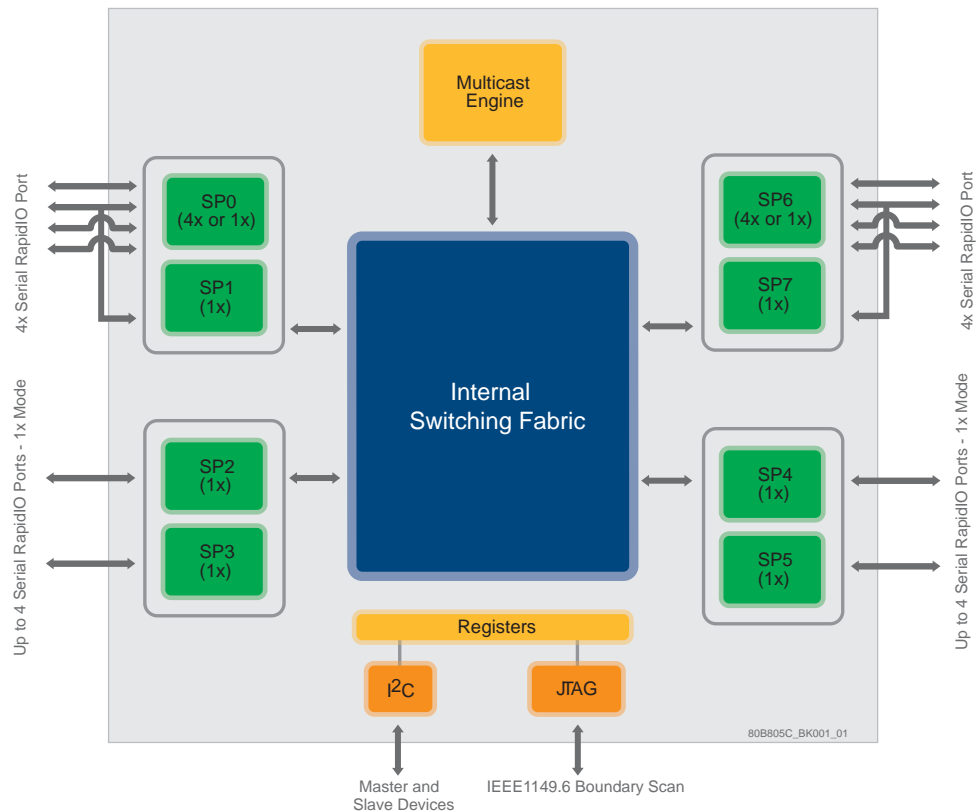 Multicast
Engine
4x Serial RapidIO Port
SP0
(4x or 1x)
SP1
(1x)
SP6
(4x or 1x)
SP7
(1x)
4x Serial RapidIO Port
Internal
Switching Fabric
Up to 4 Serial RapidIO Ports - 1x Mode
SP2
(1x)
SP3
(1x)
SP4
(1x)
SP5
(1x)
Up to 4 Serial RapidIO Ports - 1x Mode
Registers
I²C
JTAG
80B805C_BK001_01
Master and
Slave Devices
IEEE1149.6 Boundary Scan